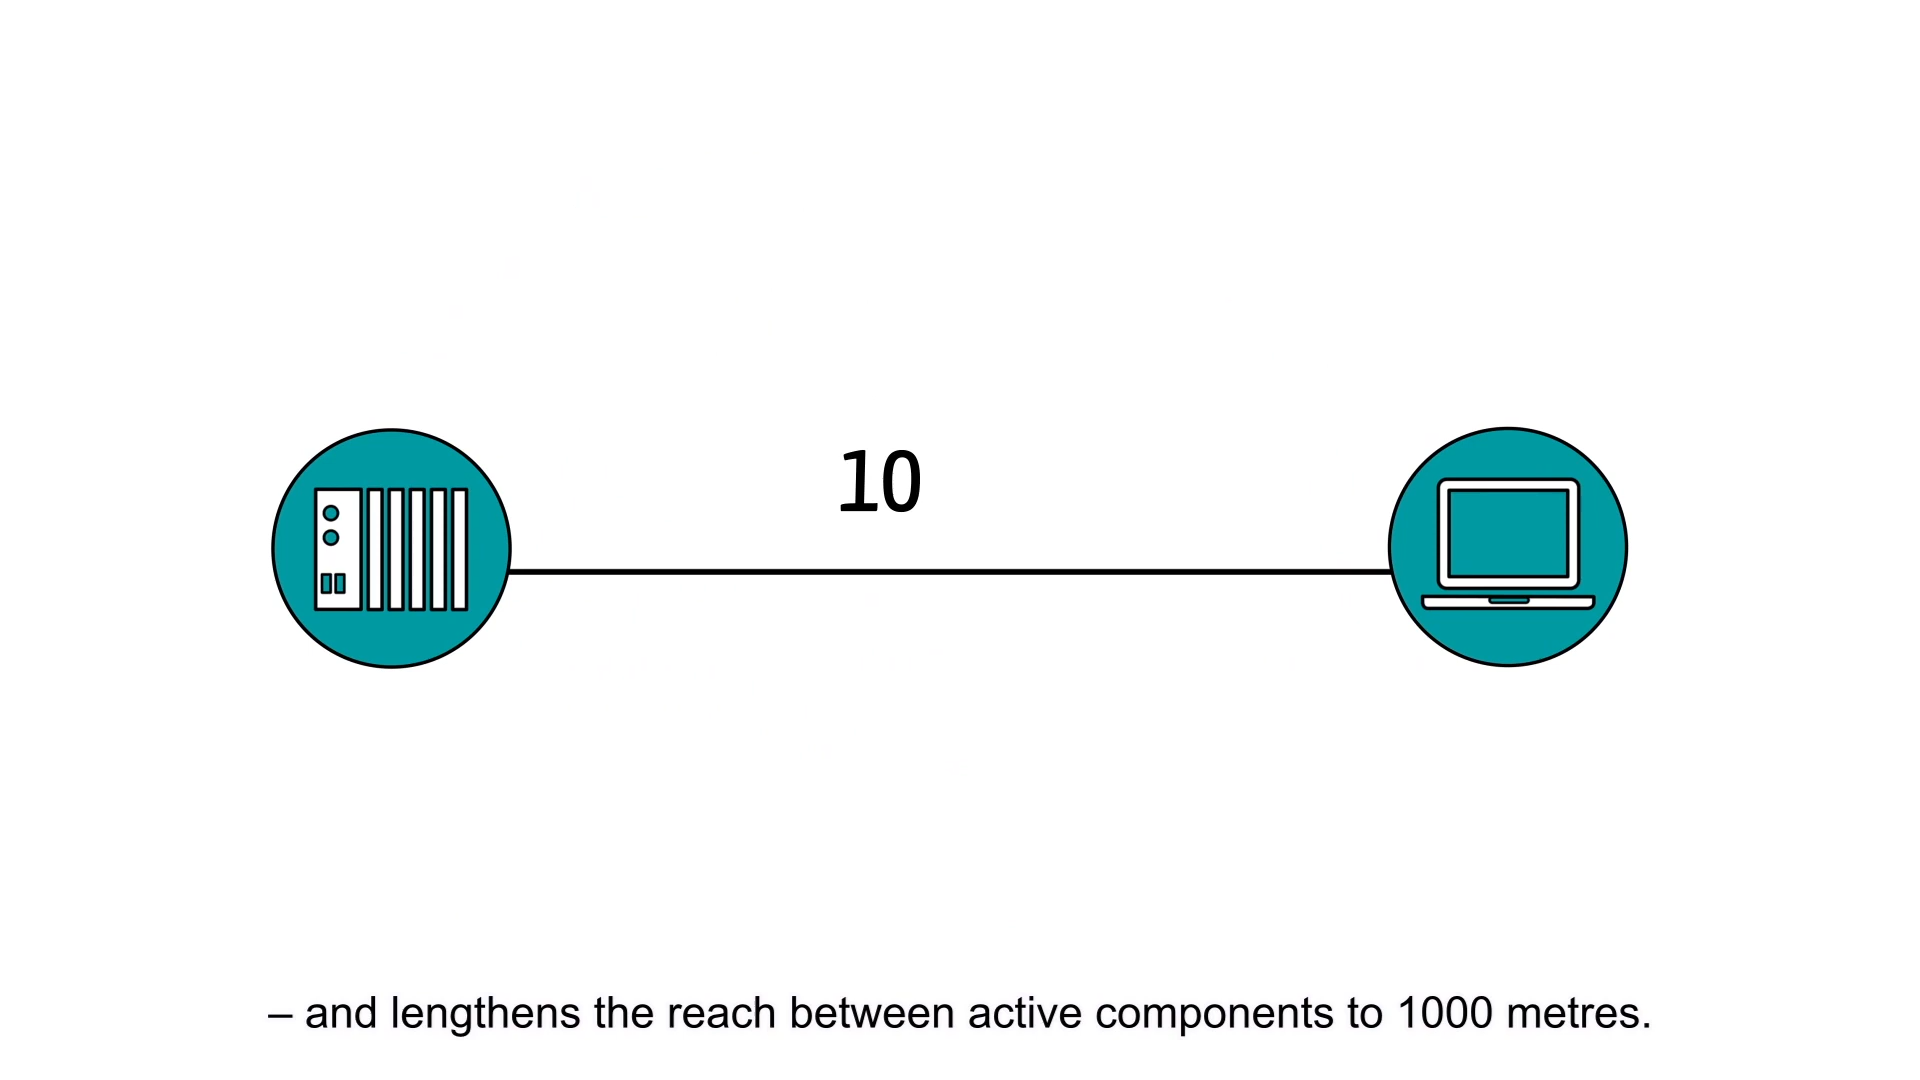 10
– and lengthens the reach between active components to 1000 metres.